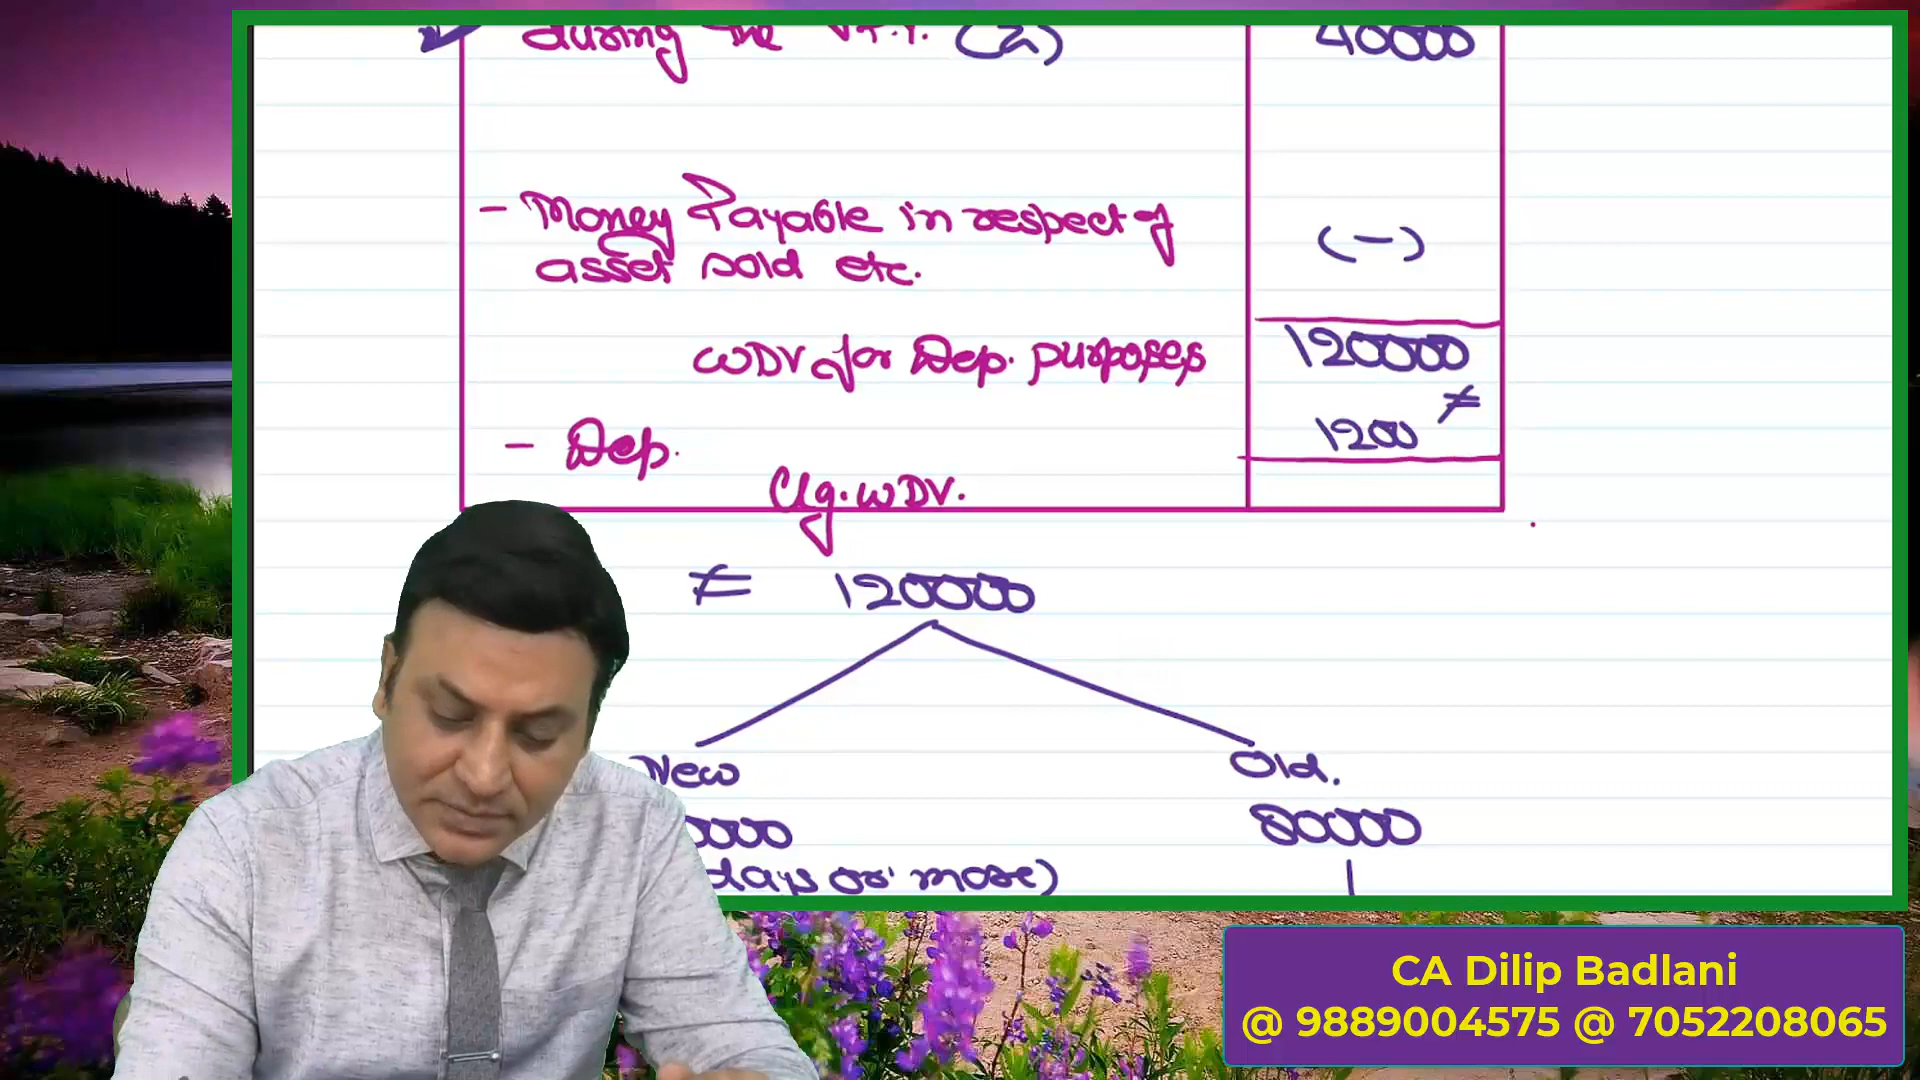 during the P.Y. (2) 40000
- Money Payable in respect of
asset sold etc. (-)
WDV for Dep. purposes 120000
≠
- Dep. 1200
Clg. WDV.
≠ 120000
New Old.
0000 80000
days or more)
CA Dilip Badlani
@ 9889004575 @ 7052208065